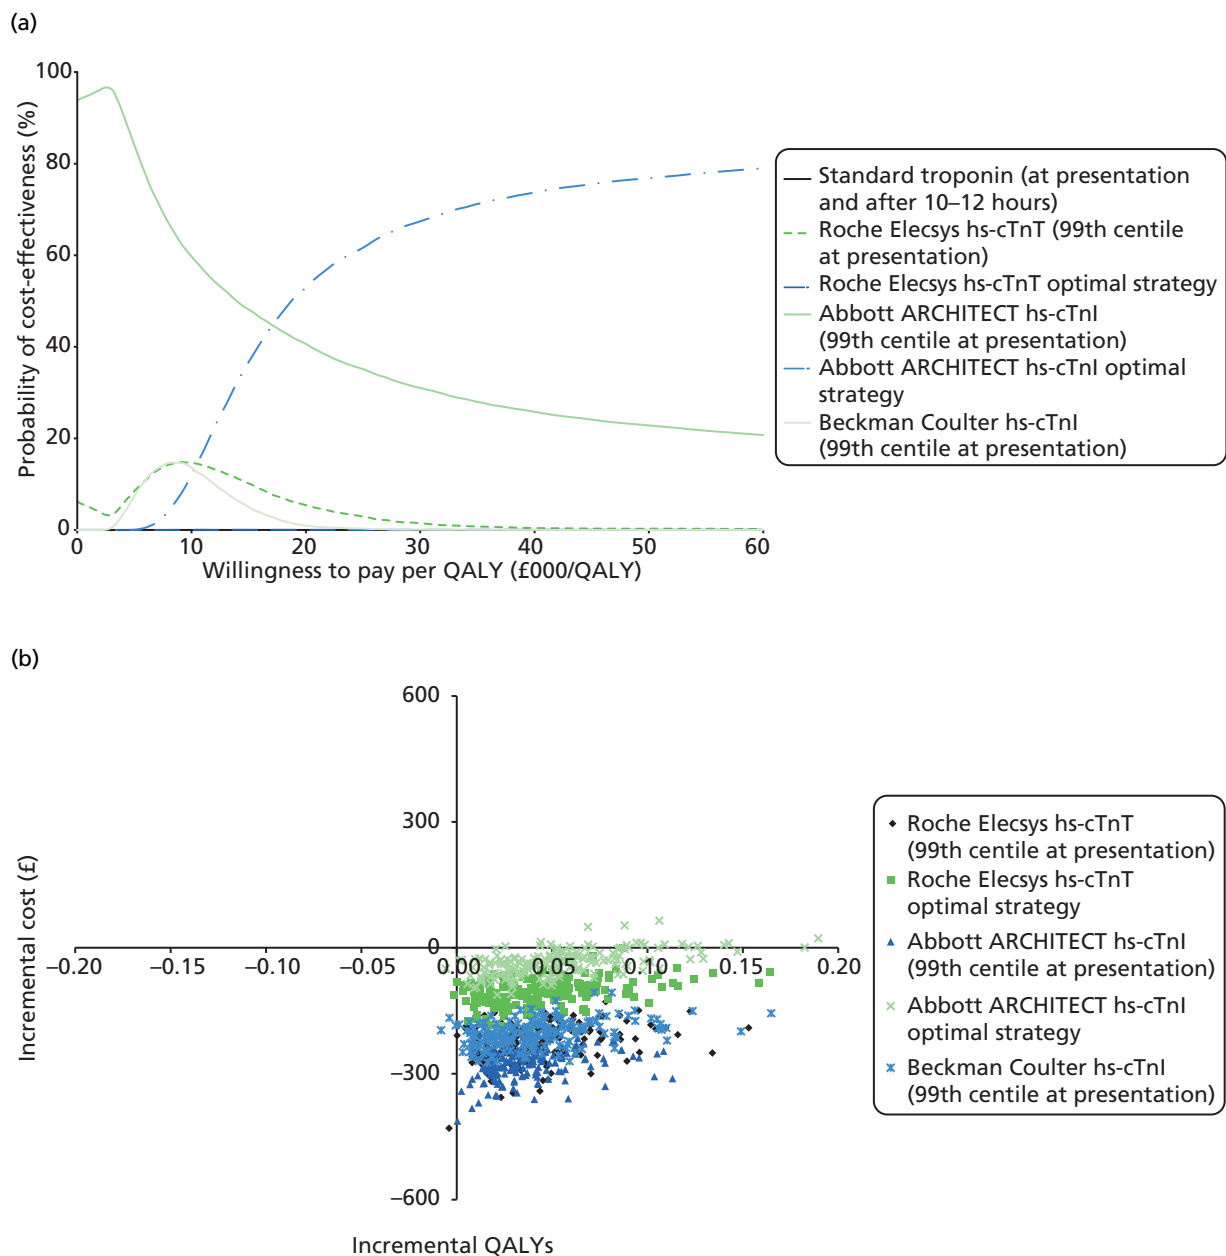 (a)
100
80
60
40
20
0
Probability of cost-effectiveness (%)
0
10
20
30
40
50
60
Willingness to pay per QALY (£000/QALY)
Standard troponin (at presentation
and after 10–12 hours)
Roche Elecsys hs-cTnT (99th centile
at presentation)
Roche Elecsys hs-cTnT optimal strategy
Abbott ARCHITECT hs-cTnI
(99th centile at presentation)
Abbott ARCHITECT hs-cTnI optimal
strategy
Beckman Coulter hs-cTnI
(99th centile at presentation)
(b)
600
300
0
–300
–600
Incremental cost (£)
–0.20
–0.15
–0.10
–0.05
0.00
0.05
0.10
0.15
0.20
Incremental QALYs
Roche Elecsys hs-cTnT
(99th centile at presentation)
Roche Elecsys hs-cTnT
optimal strategy
Abbott ARCHITECT hs-cTnI
(99th centile at presentation)
Abbott ARCHITECT hs-cTnI
optimal strategy
Beckman Coulter hs-cTnI
(99th centile at presentation)